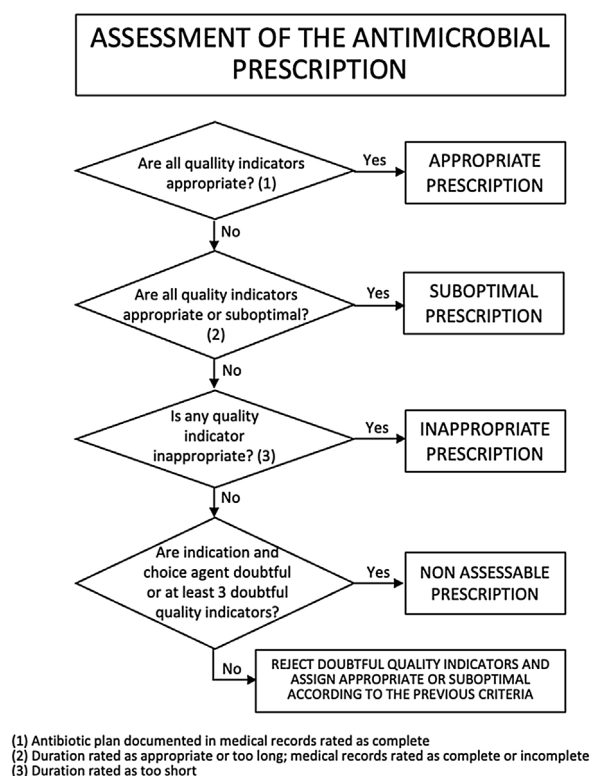 ASSESSMENT OF THE ANTIMICROBIAL
PRESCRIPTION
Are all quallity indicators
appropriate? (1)
Yes
APPROPRIATE
PRESCRIPTION
No
Are all quality indicators
appropriate or suboptimal?
(2)
Yes
SUBOPTIMAL
PRESCRIPTION
No
Is any quality
indicator
inappropriate? (3)
Yes
INAPPROPRIATE
PRESCRIPTION
No
Are indication and
choice agent doubtful
or at least 3 doubtful
quality indicators?
Yes
NON ASSESSABLE
PRESCRIPTION
No
REJECT DOUBTFUL QUALITY INDICATORS AND
ASSIGN APPROPRIATE OR SUBOPTIMAL
ACCORDING TO THE PREVIOUS CRITERIA
(1) Antibiotic plan documented in medical records rated as complete
(2) Duration rated as appropriate or too long; medical records rated as complete or incomplete
(3) Duration rated as too short